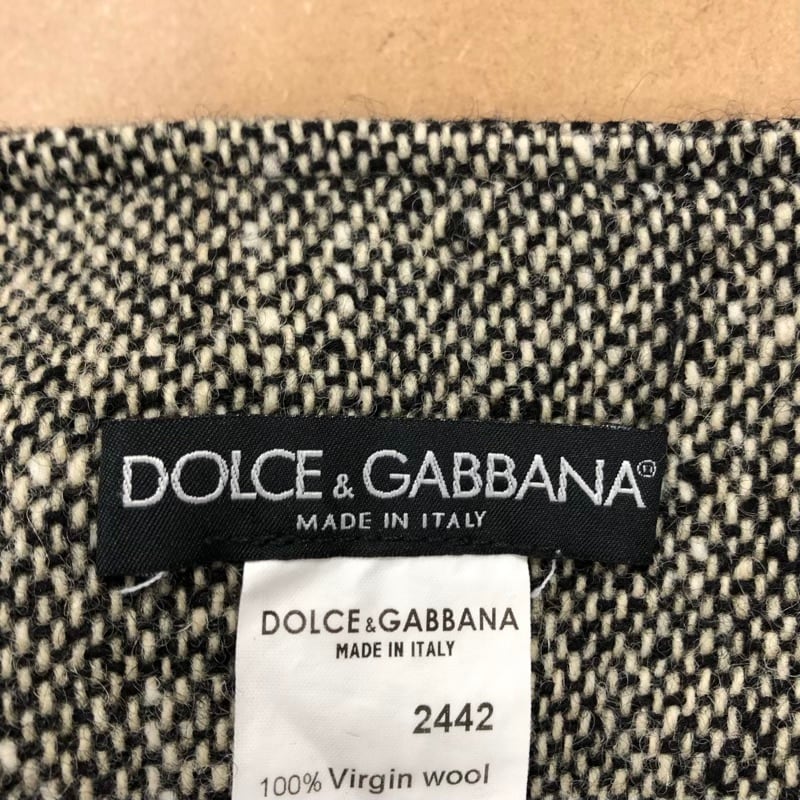 DOLCE & GABBANA®
MADE IN ITALY
DOLCE & GABBANA
MADE IN ITALY
2442
100% Virgin wool